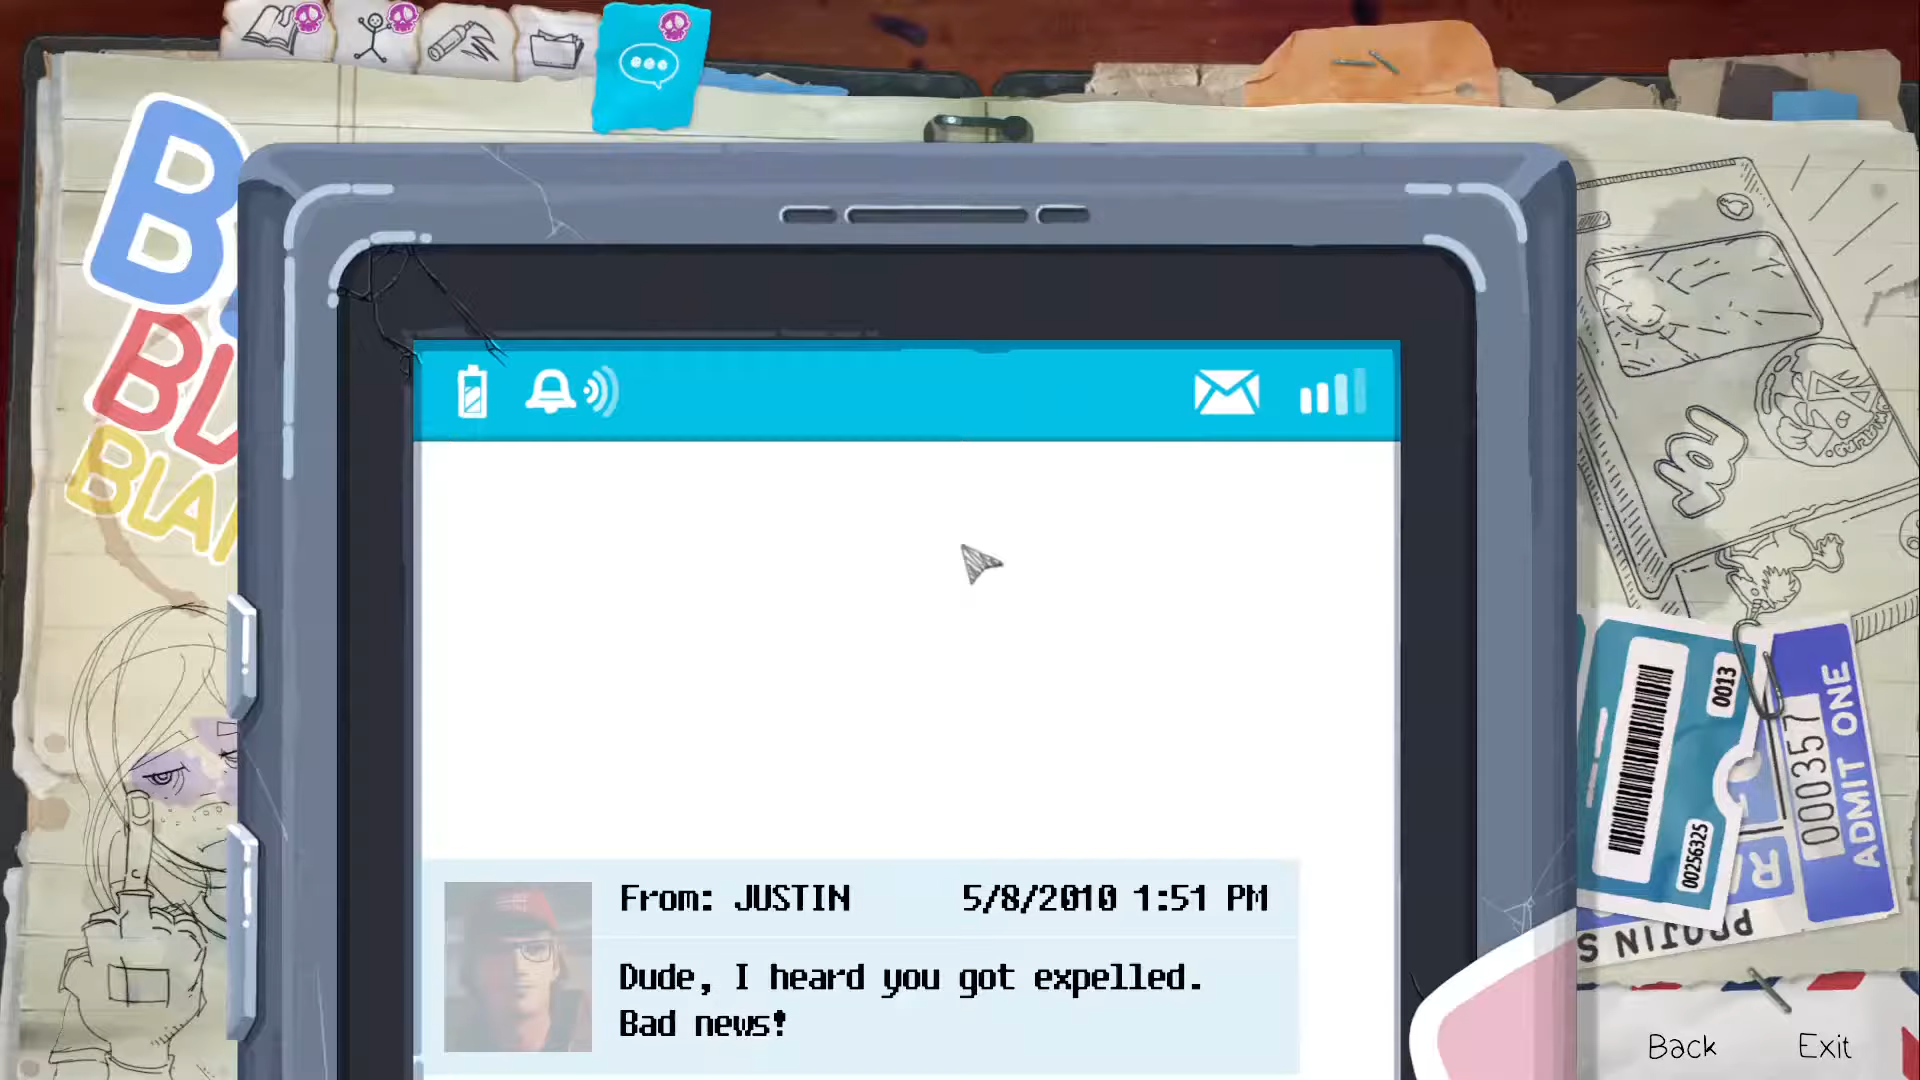 From: JUSTIN 5/8/2010 1:51 PM
Dude, I heard you got expelled.
Bad news!
0013
00256325
000357
ADMIT ONE
Back
Exit